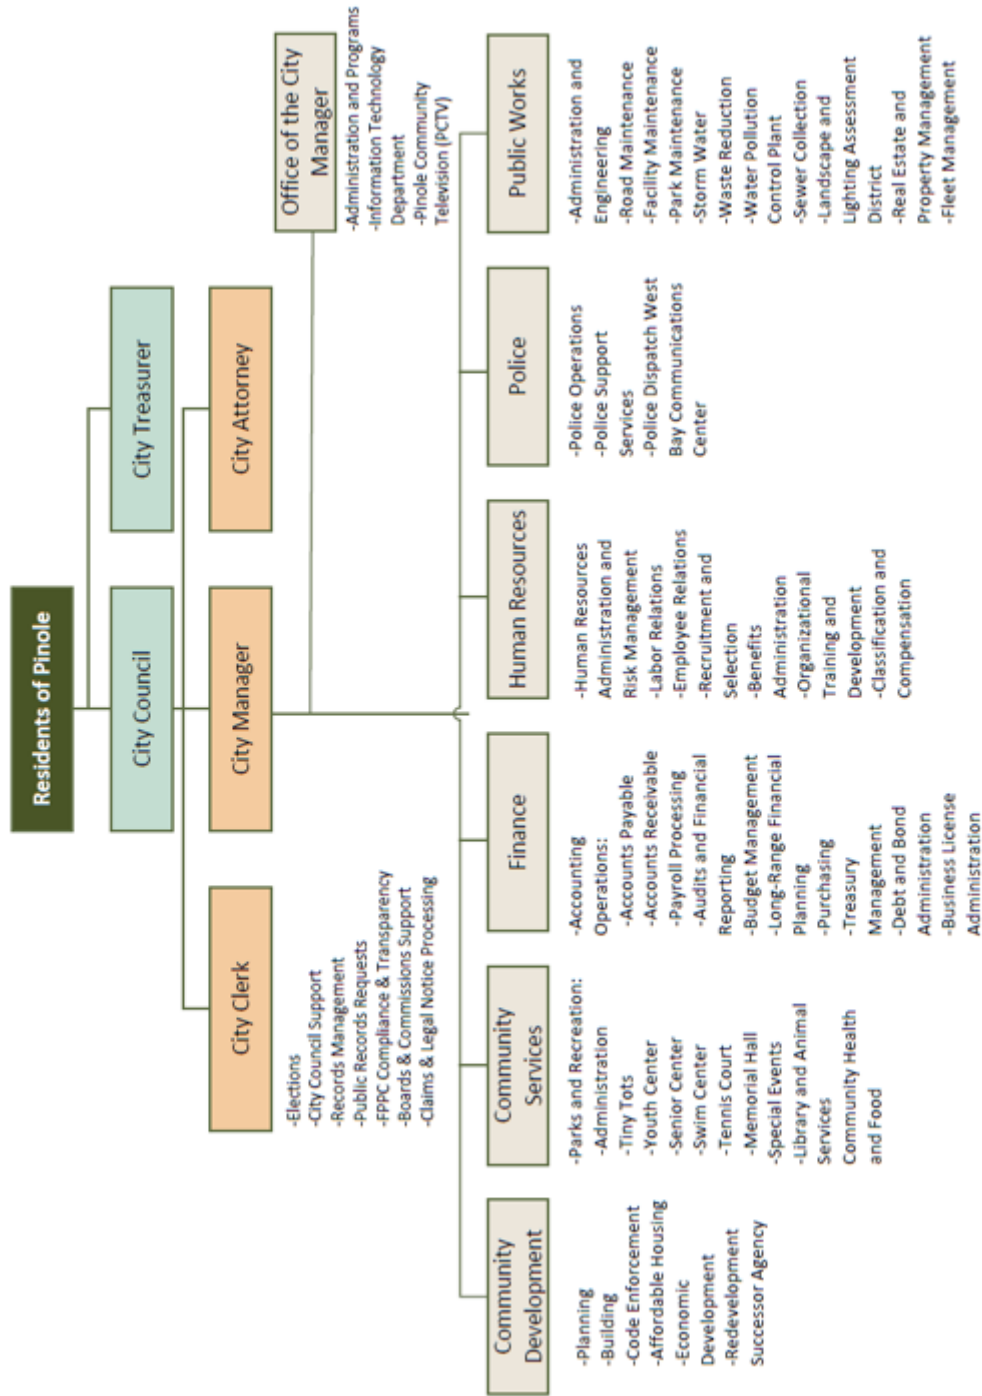 Residents of Pinole
City Council
City Treasurer
City Clerk
City Manager
City Attorney
-Elections
-City Council Support
-Records Management
-Public Records Requests
-FPPC Compliance & Transparency
-Boards & Commissions Support
-Claims & Legal Notice Processing
Office of the City
Manager
-Administration and Programs
-Information Technology
Department
-Pinole Community
Television (PCTV)
Community
Development
-Planning
-Building
-Code Enforcement
-Affordable Housing
-Economic
Development
-Redevelopment
Successor Agency
Community
Services
-Parks and Recreation:
-Administration
-Tiny Tots
-Youth Center
-Senior Center
-Swim Center
-Tennis Court
-Memorial Hall
-Special Events
-Library and Animal
Services
Community Health
and Food
Finance
-Accounting
Operations:
-Accounts Payable
-Accounts Receivable
-Payroll Processing
-Audits and Financial
Reporting
-Budget Management
-Long-Range Financial
Planning
-Purchasing
-Treasury
Management
-Debt and Bond
Administration
-Business License
Administration
Human Resources
-Human Resources
Administration and
Risk Management
-Labor Relations
-Employee Relations
-Recruitment and
Selection
-Benefits
Administration
-Organizational
Training and
Development
-Classification and
Compensation
Police
-Police Operations
-Police Support
Services
-Police Dispatch West
Bay Communications
Center
Public Works
-Administration and
Engineering
-Road Maintenance
-Facility Maintenance
-Park Maintenance
-Storm Water
-Waste Reduction
-Water Pollution
Control Plant
-Sewer Collection
-Landscape and
Lighting Assessment
District
-Real Estate and
Property Management
-Fleet Management